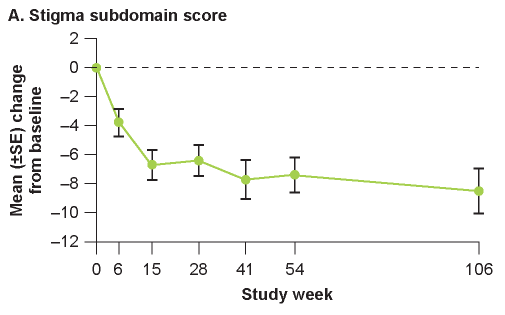 A. Stigma subdomain score
Mean (±SE) change
from baseline
2
0
–2
–4
–6
–8
–10
–12
0 6 15 28 41 54 106
Study week